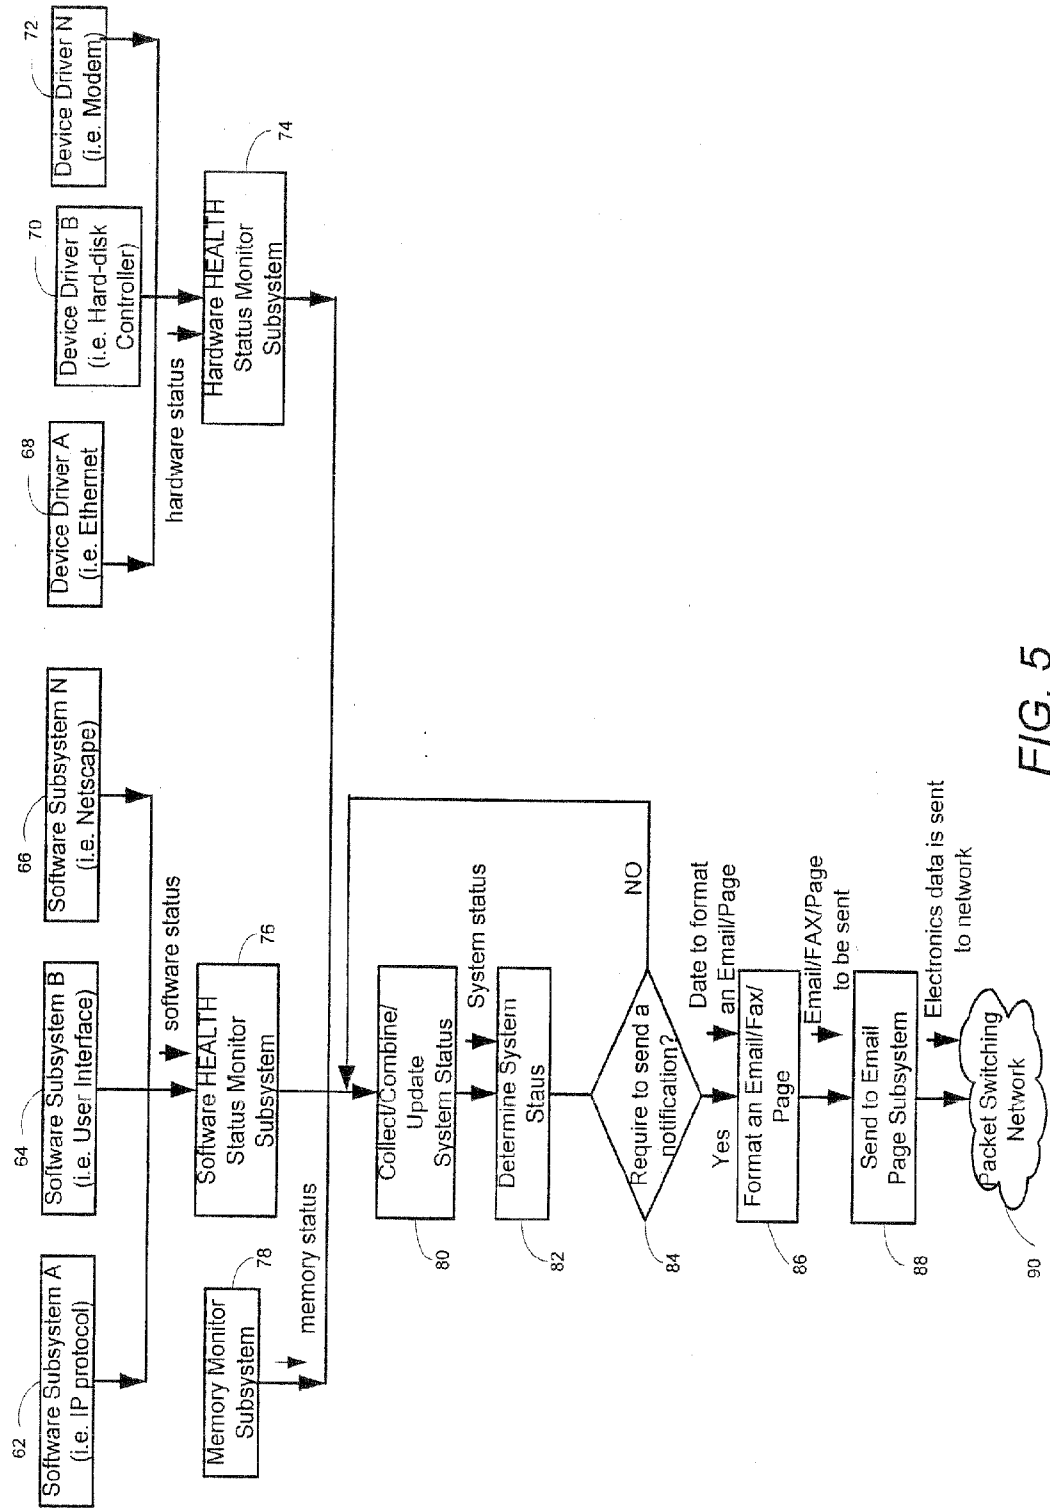 62
Software Subsystem A
(i.e. IP protocol)
64
Software Subsystem B
(i.e. User Interface)
66
Software Subsystem N
(i.e. Netscape)
68
Device Driver A
(i.e. Ethernet
70
Device Driver B
(i.e. Hard-disk
Controller)
72
Device Driver N
(i.e. Modem)
software status
hardware status
78
Memory Monitor
Subsystem
76
Software HEALTH
Status Monitor
Subsystem
74
Hardware HEALTH
Status Monitor
Subsystem
memory status
Collect/Combine/
Update
System Status
80
System status
Determine System
Staus
82
Require to send a
notification?
84
NO
Yes
Date to format
an Email/Page
Format an Email/Fax/
Page
86
Email/FAX/Page
to be sent
Send to Email
Page Subsystem
88
Electronics data is sent
to network
Packet Switching
Network
90
FIG. 5